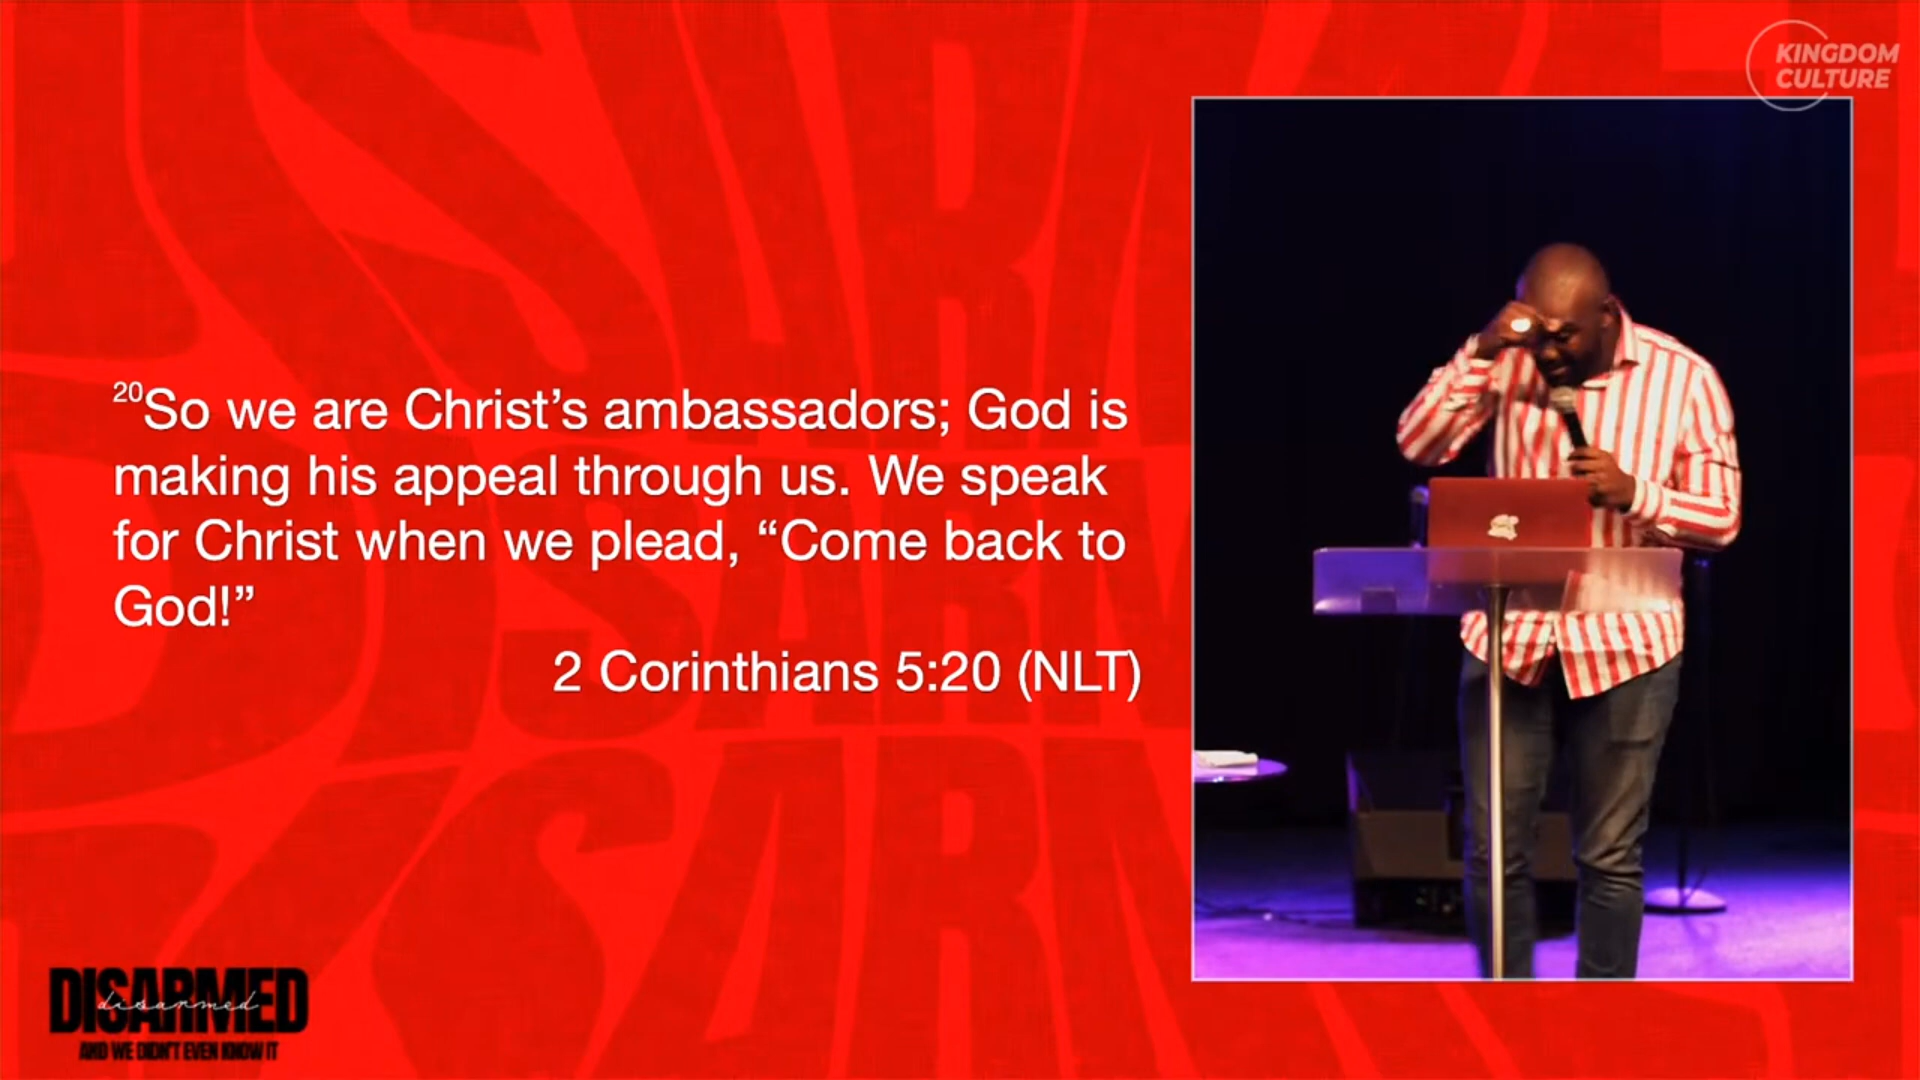 KINGDOM
CULTURE
20So we are Christ’s ambassadors; God is
making his appeal through us. We speak
for Christ when we plead, “Come back to
God!”
2 Corinthians 5:20 (NLT)
DISARMED
disarmed
AND WE DIDN'T EVEN KNOW IT